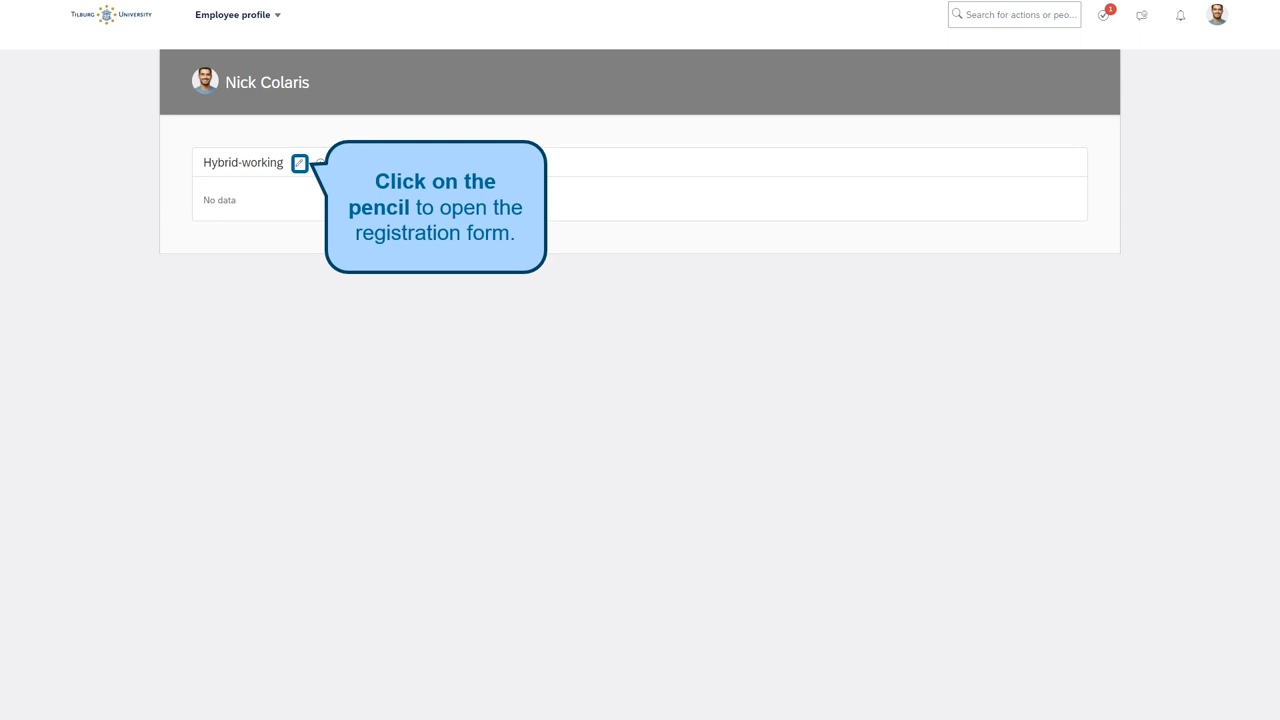 TILBURG UNIVERSITY
Employee profile
Search for actions or peo...
1
Nick Colaris
Hybrid-working
No data
Click on the
pencil to open the
registration form.